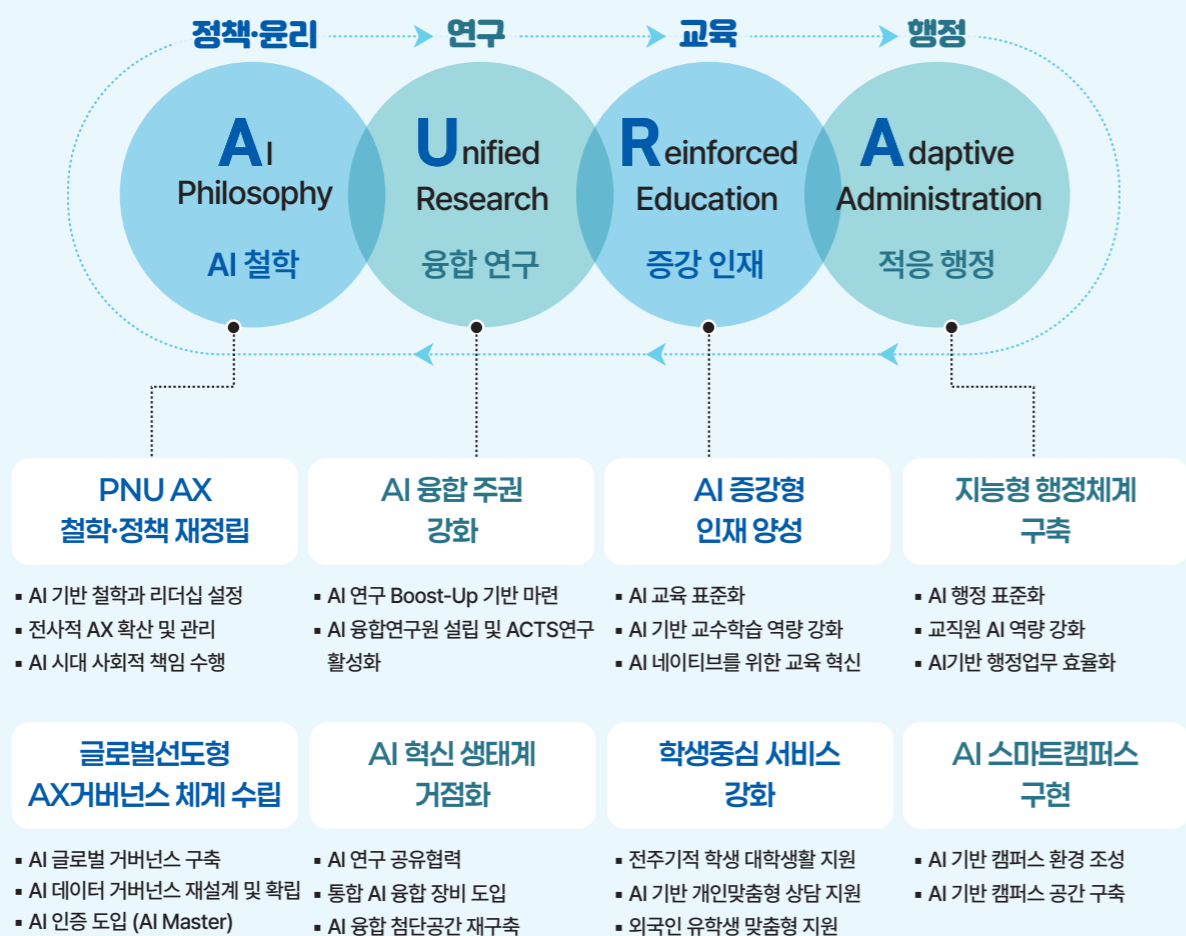 정책·윤리
연구
교육
행정
AI
Philosophy
AI 철학
Unified
Research
융합 연구
Reinforced
Education
증강 인재
Adaptive
Administration
적응 행정
PNU AX
철학·정책 재정립
▪ AI 기반 철학과 리더십 설정
▪ 전사적 AX 확산 및 관리
▪ AI 시대 사회적 책임 수행
AI 융합 주권
강화
▪ AI 연구 Boost-Up 기반 마련
▪ AI 융합연구원 설립 및 ACTS연구
활성화
AI 증강형
인재 양성
▪ AI 교육 표준화
▪ AI 기반 교수학습 역량 강화
▪ AI 네이티브를 위한 교육 혁신
지능형 행정체계
구축
▪ AI 행정 표준화
▪ 교직원 AI 역량 강화
▪ AI기반 행정업무 효율화
글로벌선도형
AX거버넌스 체계 수립
▪ AI 글로벌 거버넌스 구축
▪ AI 데이터 거버넌스 재설계 및 확립
▪ AI 인증 도입 (AI Master)
AI 혁신 생태계
거점화
▪ AI 연구 공유협력
▪ 통합 AI 융합 장비 도입
▪ AI 융합 첨단공간 재구축
학생중심 서비스
강화
▪ 전주기적 학생 대학생활 지원
▪ AI 기반 개인맞춤형 상담 지원
▪ 외국인 유학생 맞춤형 지원
AI 스마트캠퍼스
구현
▪ AI 기반 캠퍼스 환경 조성
▪ AI 기반 캠퍼스 공간 구축